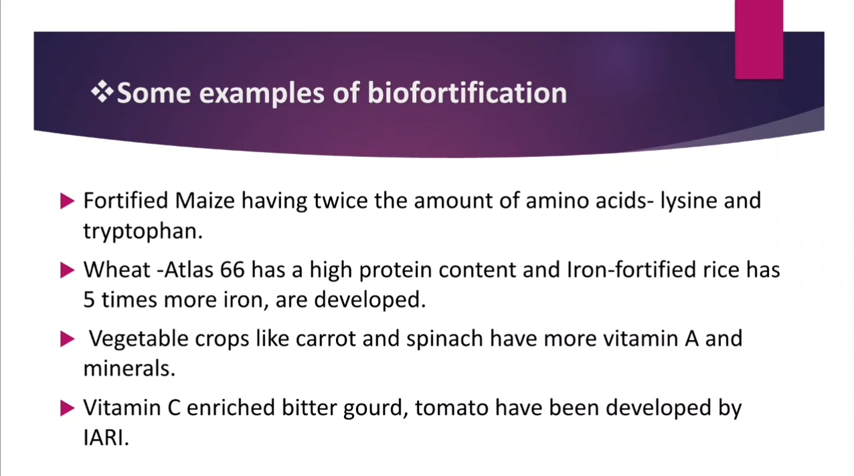 ❖Some examples of biofortification
Fortified Maize having twice the amount of amino acids- lysine and
tryptophan.
Wheat -Atlas 66 has a high protein content and Iron-fortified rice has
5 times more iron, are developed.
Vegetable crops like carrot and spinach have more vitamin A and
minerals.
Vitamin C enriched bitter gourd, tomato have been developed by
IARI.